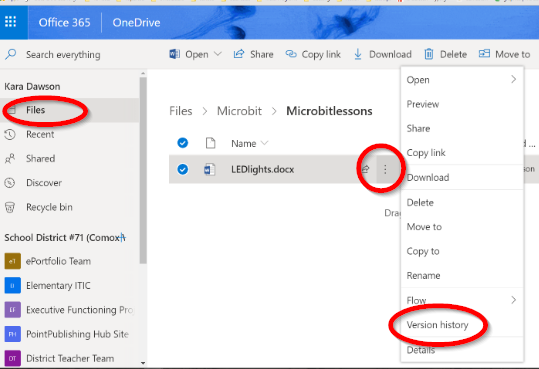 Office 365 OneDrive
Search everything
Open Share Copy link Download Delete Move to
Kara Dawson
Files
Recent
Shared
Discover
Recycle bin
School District #71 (Comox
eT ePortfolio Team
EI Elementary ITIC
EF Executive Functioning Pro
PH PointPublishing Hub Site
DT District Teacher Team
Files > Microbit > Microbitlessons
Name
LEDlights.docx
Drag
Open
Preview
Share
Copy link
Download
Delete
Move to
Copy to
Rename
Flow
Version history
Details
d ...
son